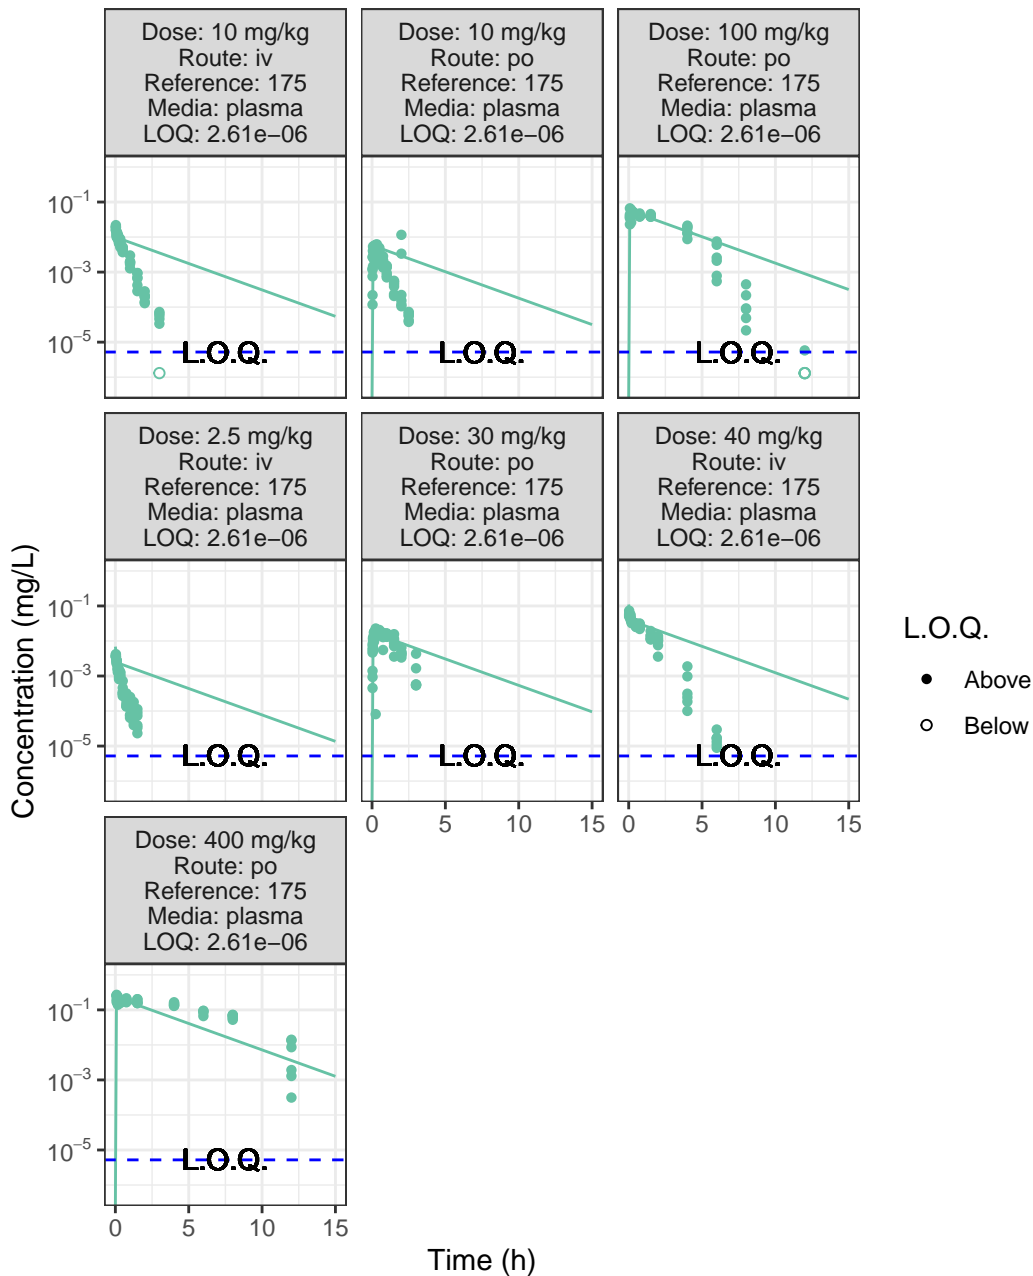 Dose: 10 mg/kg
Route: iv
Reference: 175
Media: plasma
LOQ: 2.61e−06
Dose: 10 mg/kg
Route: po
Reference: 175
Media: plasma
LOQ: 2.61e−06
Dose: 100 mg/kg
Route: po
Reference: 175
Media: plasma
LOQ: 2.61e−06
10⁻¹
10⁻³
10⁻⁵
L.O.Q.
L.O.Q.
L.O.Q.
Dose: 2.5 mg/kg
Route: iv
Reference: 175
Media: plasma
LOQ: 2.61e−06
Dose: 30 mg/kg
Route: po
Reference: 175
Media: plasma
LOQ: 2.61e−06
Dose: 40 mg/kg
Route: iv
Reference: 175
Media: plasma
LOQ: 2.61e−06
10⁻¹
10⁻³
10⁻⁵
L.O.Q.
L.O.Q.
L.O.Q.
0 5 10 15
0 5 10 15
Dose: 400 mg/kg
Route: po
Reference: 175
Media: plasma
LOQ: 2.61e−06
10⁻¹
10⁻³
10⁻⁵
L.O.Q.
0 5 10 15
Time (h)
Concentration (mg/L)
L.O.Q.
Above
Below